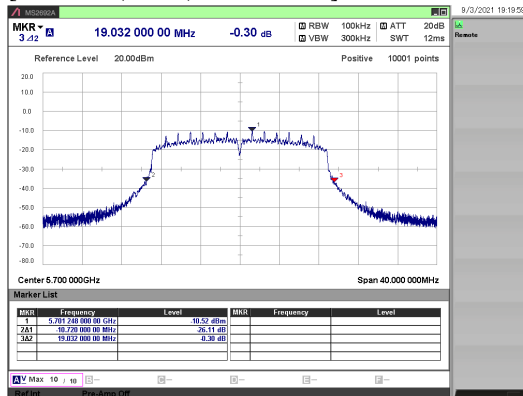 MS2692A
9/3/2021 19:19:59
MKR 3Δ2 A 19.032 000 00 MHz -0.30 dB
M RBW 100kHz M ATT 20dB
M VBW 300kHz SWT 12ms
Remote
Reference Level 20.00dBm Positive 10001 points
20.0
10.0
0.0
-10.0
-20.0
-30.0
-40.0
-50.0
-60.0
-70.0
-80.0
1
2
3
Center 5.700 000GHz Span 40.000 000MHz
Marker List
MKR Frequency Level MKR Frequency Level
1 5.701 248 000 00 GHz -10.52 dBm
2Δ1 -10.720 000 00 MHz -26.11 dB
3Δ2 19.032 000 00 MHz -0.30 dB
A V Max 10 / 10 B-- C-- D-- E-- F--
Ref.Int Pre-Amp Off